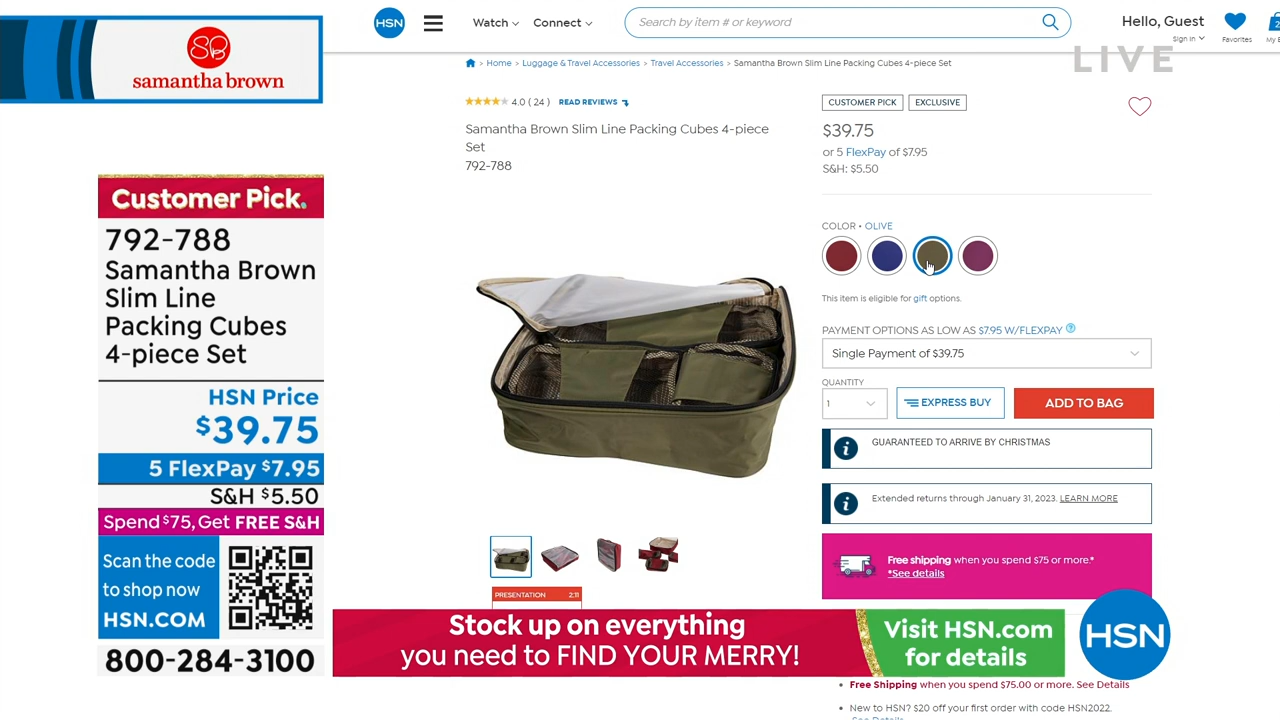 SB
samantha brown
Customer Pick.
792-788
Samantha Brown
Slim Line
Packing Cubes
4-piece Set
HSN Price
$39.75
5 FlexPay $7.95
S&H $5.50
Spend $75, Get FREE S&H
Scan the code
to shop now
HSN.COM
800-284-3100
HSN
Watch
Connect
Search by item # or keyword
Hello, Guest
Sign In
Favorites
LIVE
> Home > Luggage & Travel Accessories > Travel Accessories > Samantha Brown Slim Line Packing Cubes 4-piece Set
4.0 ( 24 ) READ REVIEWS
Samantha Brown Slim Line Packing Cubes 4-piece
Set
792-788
CUSTOMER PICK EXCLUSIVE
$39.75
or 5 FlexPay of $7.95
S&H: $5.50
COLOR • OLIVE
This item is eligible for gift options.
PAYMENT OPTIONS AS LOW AS $7.95 W/FLEXPAY ?
Single Payment of $39.75
QUANTITY
1
EXPRESS BUY
ADD TO BAG
i GUARANTEED TO ARRIVE BY CHRISTMAS
i Extended returns through January 31, 2023. LEARN MORE
Free shipping when you spend $75 or more.*
*See details
PRESENTATION 2:11
Stock up on everything
you need to FIND YOUR MERRY!
Visit HSN.com
for details
HSN
• Free Shipping when you spend $75.00 or more. See Details
• New to HSN? $20 off your first order with code HSN2022.